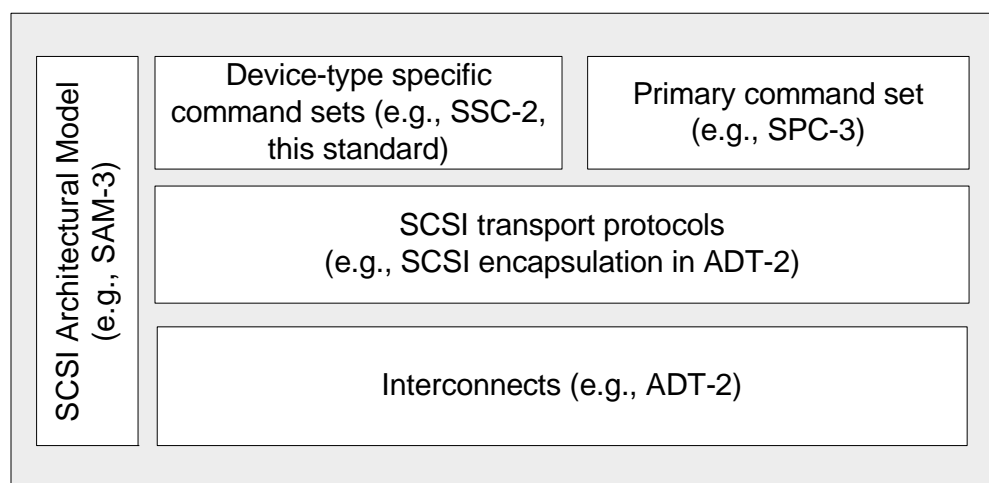 SCSI Architectural Model
(e.g., SAM-3)
Device-type specific
command sets (e.g., SSC-2,
this standard)
Primary command set
(e.g., SPC-3)
SCSI transport protocols
(e.g., SCSI encapsulation in ADT-2)
Interconnects (e.g., ADT-2)